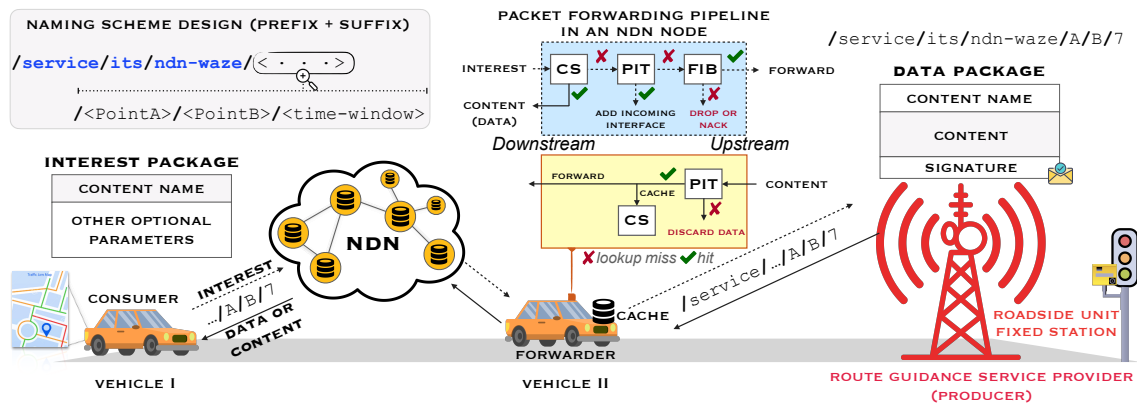 NAMING SCHEME DESIGN (PREFIX + SUFFIX)
/service/its/ndn-waze/< · · · >
/<PointA>/<PointB>/<time-window>
PACKET FORWARDING PIPELINE
IN AN NDN NODE
INTEREST
CS
PIT
FIB
FORWARD
CONTENT
(DATA)
ADD INCOMING
INTERFACE
DROP OR
NACK
Downstream
Upstream
FORWARD
CACHE
PIT
CONTENT
CS
DISCARD DATA
lookup miss
hit
/service/its/ndn-waze/A/B/7
DATA PACKAGE
CONTENT NAME
CONTENT
SIGNATURE
INTEREST PACKAGE
CONTENT NAME
OTHER OPTIONAL
PARAMETERS
NDN
CONSUMER
INTEREST
.../A/B/7
DATA OR
CONTENT
CACHE
FORWARDER
/service/.../A/B/7
ROADSIDE UNIT
FIXED STATION
VEHICLE I
VEHICLE II
ROUTE GUIDANCE SERVICE PROVIDER
(PRODUCER)